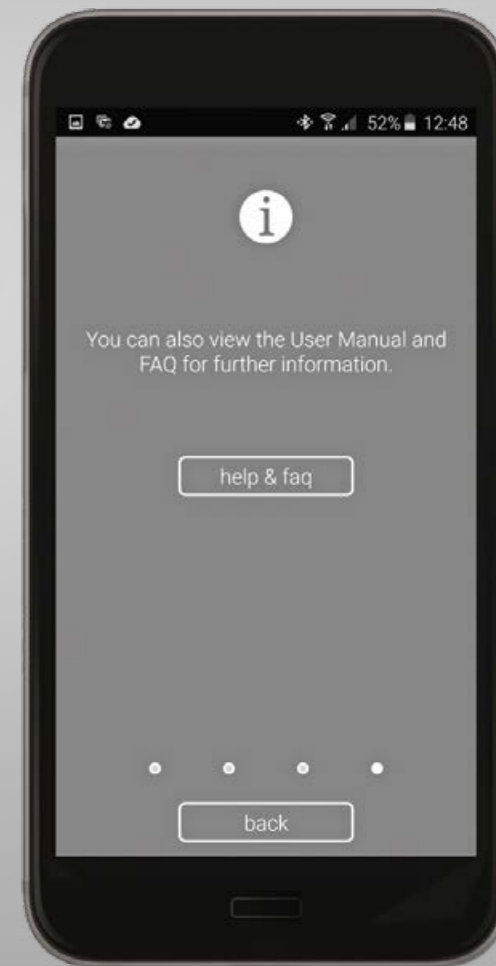 52% 12:48
i
You can also view the User Manual and
FAQ for further information.
help & faq
back